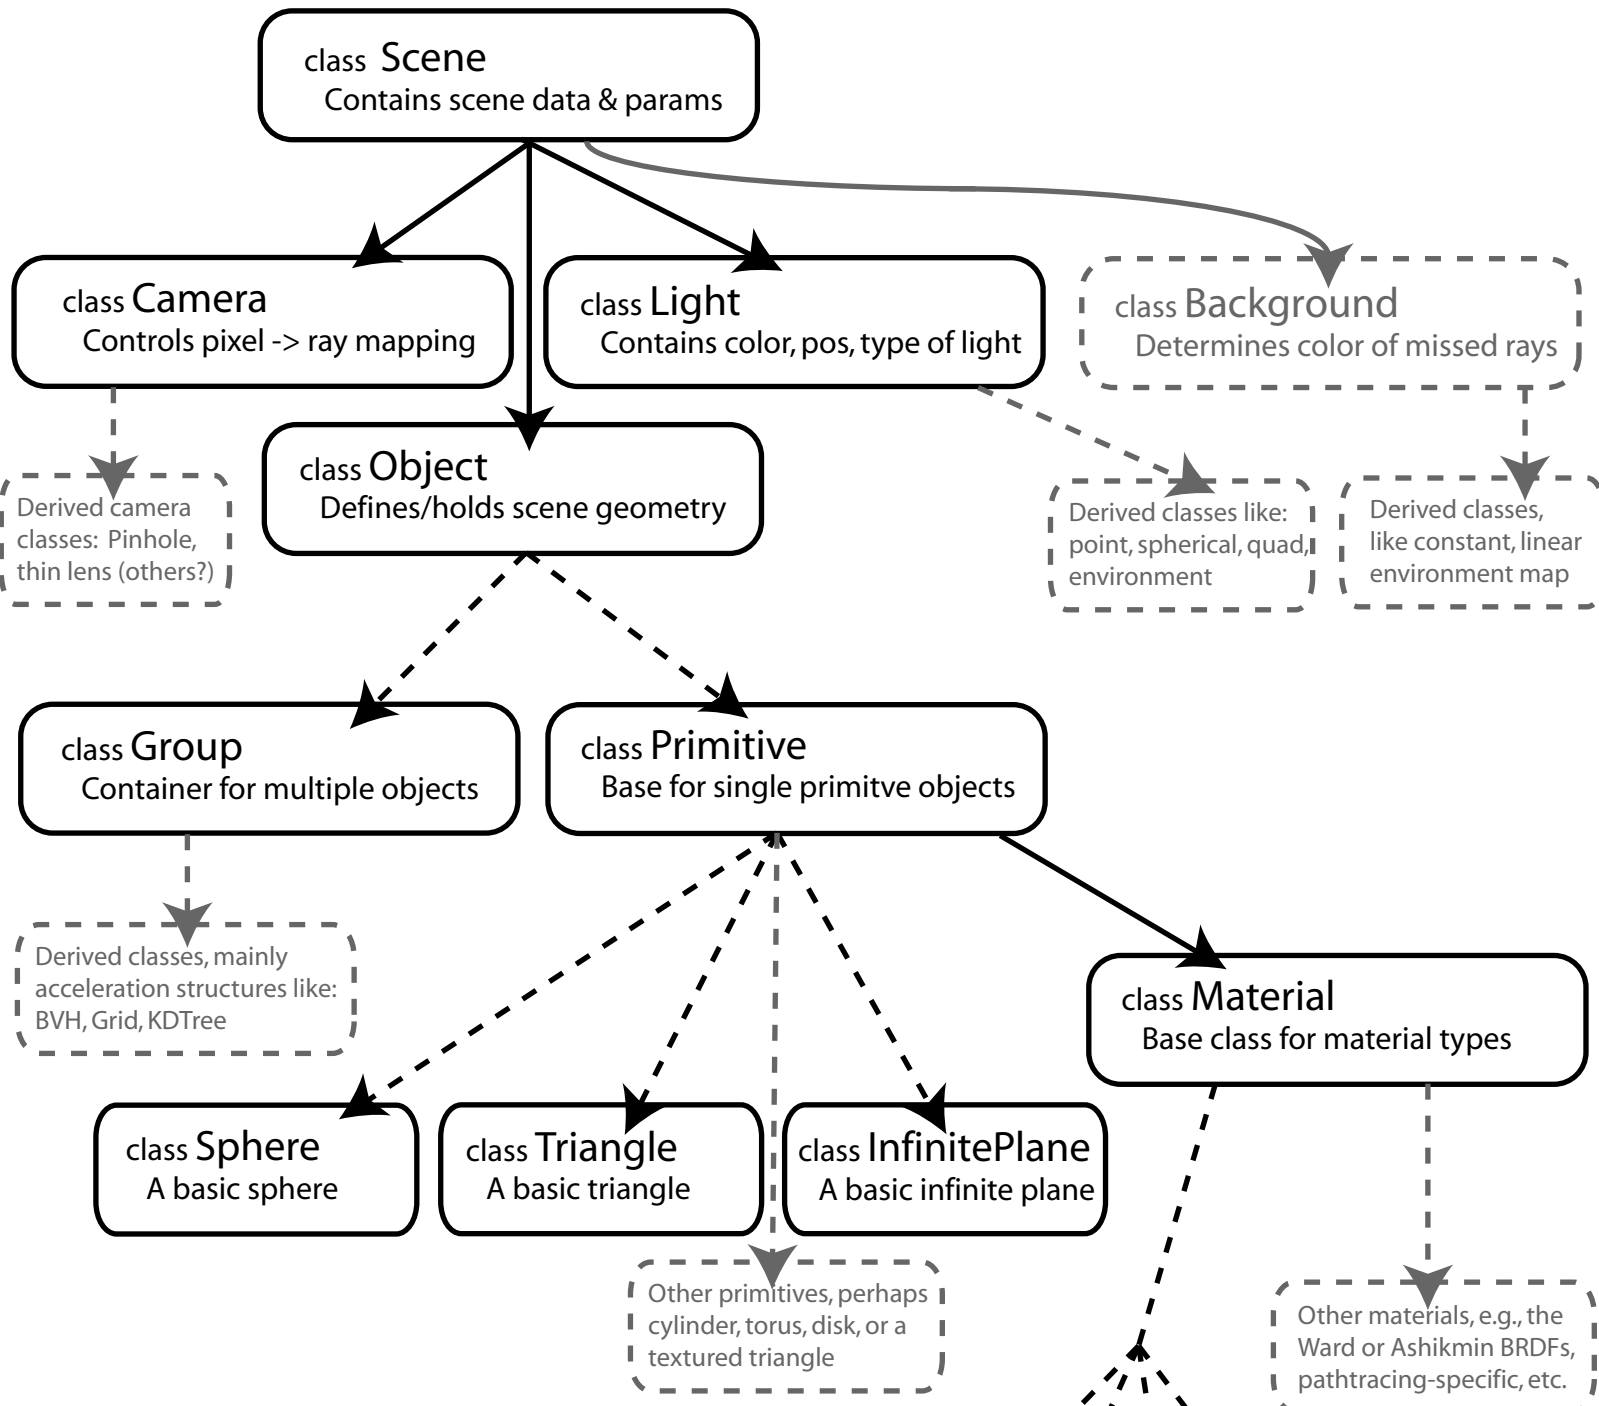 class Scene
Contains scene data & params
class Camera
Controls pixel -> ray mapping
class Light
Contains color, pos, type of light
class Background
Determines color of missed rays
class Object
Defines/holds scene geometry
Derived camera
classes: Pinhole,
thin lens (others?)
Derived classes like:
point, spherical, quad,
environment
Derived classes,
like constant, linear
environment map
class Group
Container for multiple objects
class Primitive
Base for single primitve objects
Derived classes, mainly
acceleration structures like:
BVH, Grid, KDTree
class Material
Base class for material types
class Sphere
A basic sphere
class Triangle
A basic triangle
class InfinitePlane
A basic infinite plane
Other primitives, perhaps
cylinder, torus, disk, or a
textured triangle
Other materials, e.g., the
Ward or Ashikmin BRDFs,
pathtracing-specific, etc.